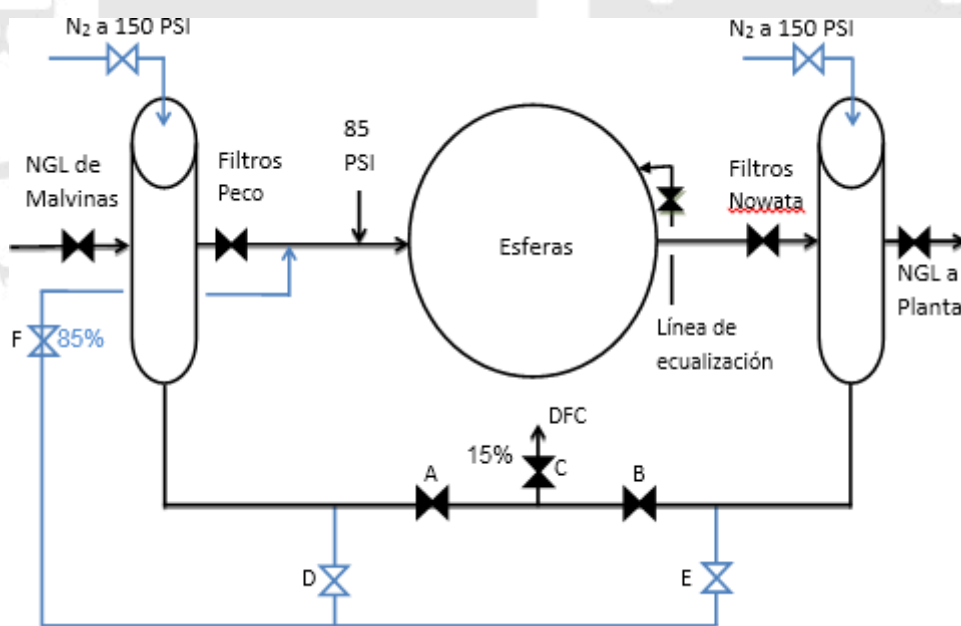 N₂ a 150 PSI
N₂ a 150 PSI
NGL de
Malvinas
Filtros
Peco
85
PSI
Esferas
Filtros
Nowata
NGL a
Planta
Línea de
ecualización
F
85%
DFC
15%
C
A
B
D
E